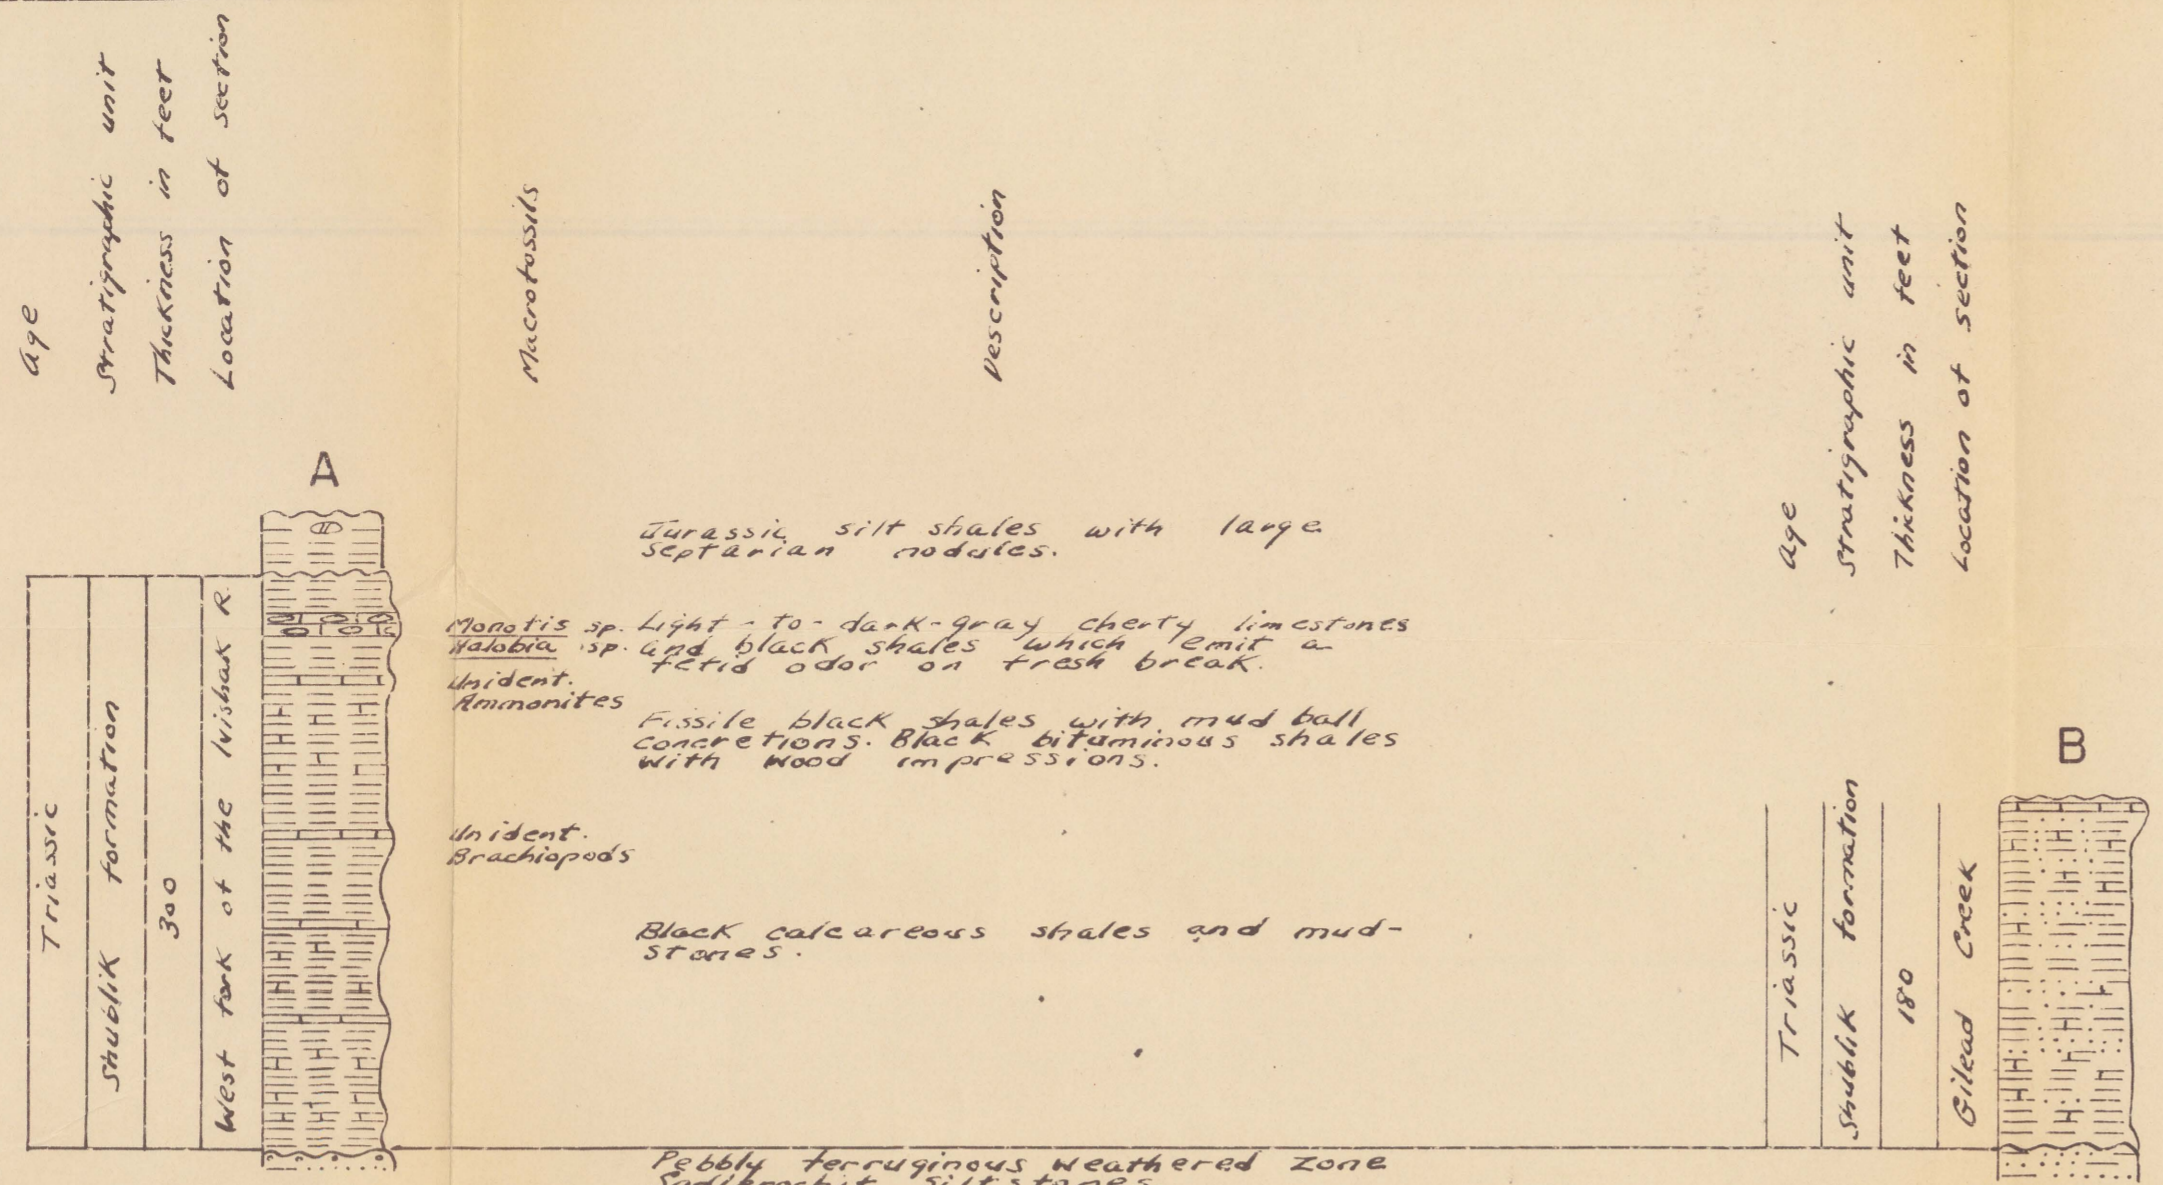 Age
Stratigraphic unit
Thickness in feet
Location of section
Macrofossils
Description
A
Triassic
Shublik formation
300
West fork of the Ivishak R.
Jurassic silt shales with large
septarian nodules.
Monotis sp.
Halobia sp.
Unident.
Ammonites
Light-to-dark-gray cherty limestones
and black shales which emit a
fetid odor on fresh break.
Fissile black shales with mud ball
concretions. Black bituminous shales
with wood impressions.
Unident.
Brachiopods
Black calcareous shales and mud-
stones.
Pebbly ferruginous weathered zone
Sadlerochit siltstones
Age
Stratigraphic unit
Thickness in feet
Location of section
B
Triassic
Shublik formation
180
Gilead Creek